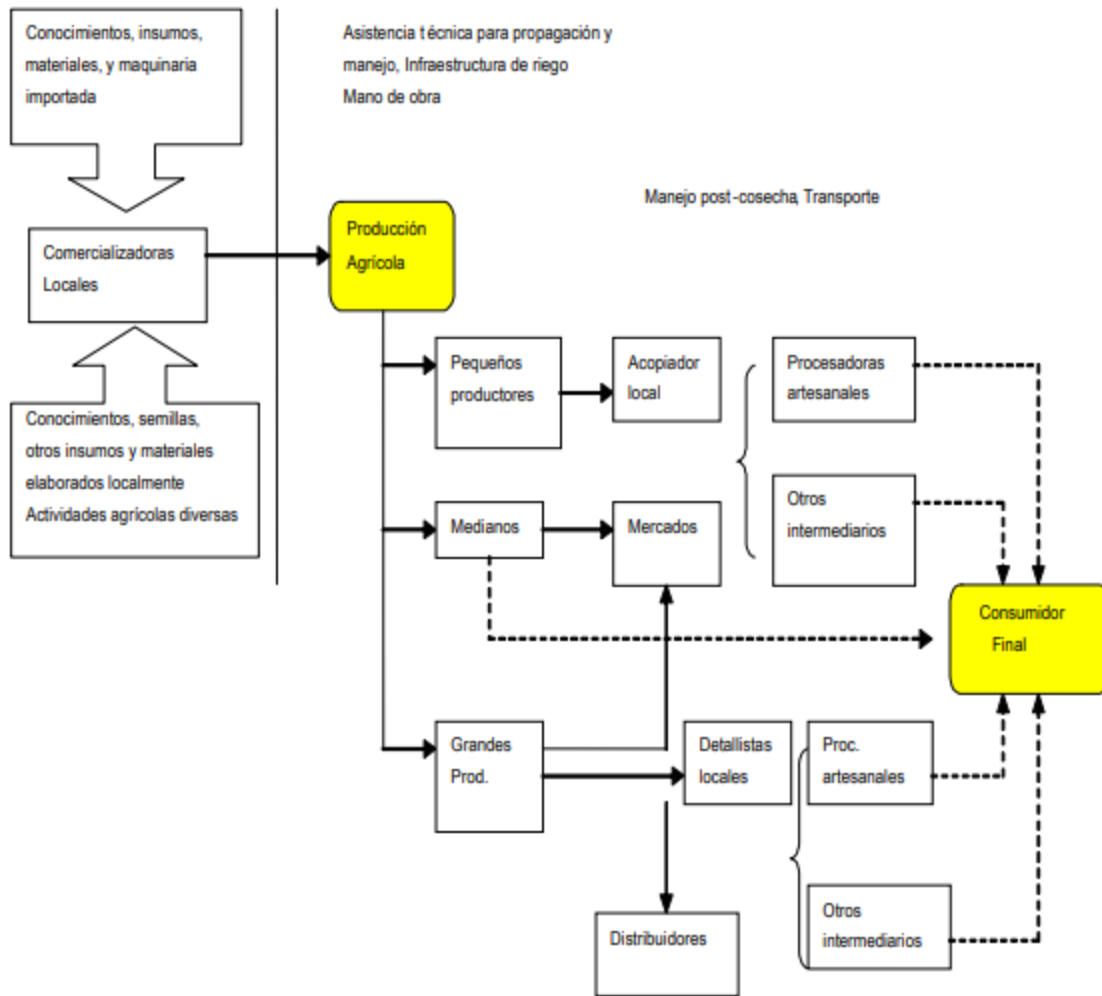 Conocimientos, insumos,
materiales, y maquinaria
importada
Asistencia técnica para propagación y
manejo, Infraestructura de riego
Mano de obra
Manejo post-cosecha, Transporte
Comercializadoras
Locales
Producción
Agrícola
Conocimientos, semillas,
otros insumos y materiales
elaborados localmente
Actividades agrícolas diversas
Pequeños
productores
Acopiador
local
Procesadoras
artesanales
Medianos
Mercados
Otros
intermediarios
Consumidor
Final
Grandes
Prod.
Detallistas
locales
Proc.
artesanales
Distribuidores
Otros
intermediarios